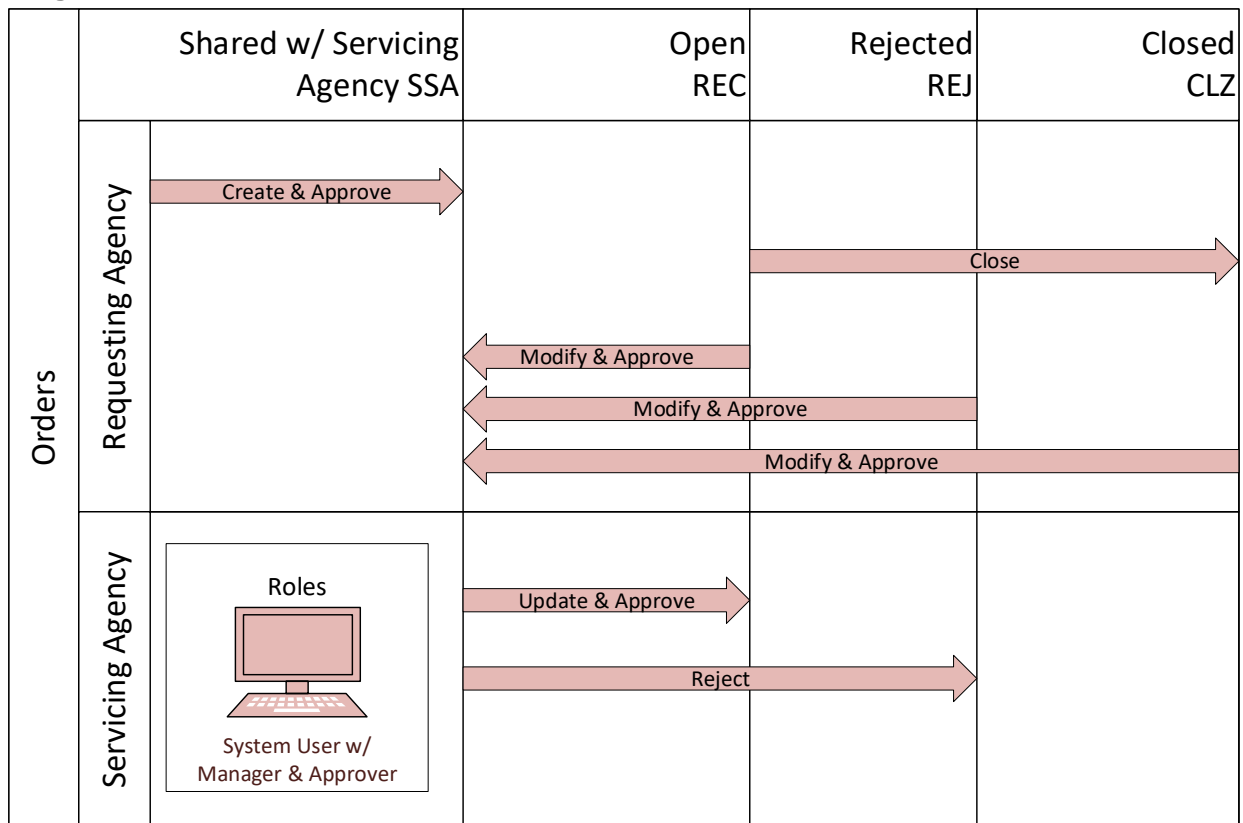 Shared w/ Servicing
Agency SSA
Open
REC
Rejected
REJ
Closed
CLZ
Orders
Requesting Agency
Create & Approve
Close
Modify & Approve
Modify & Approve
Modify & Approve
Servicing Agency
Roles
System User w/
Manager & Approver
Update & Approve
Reject